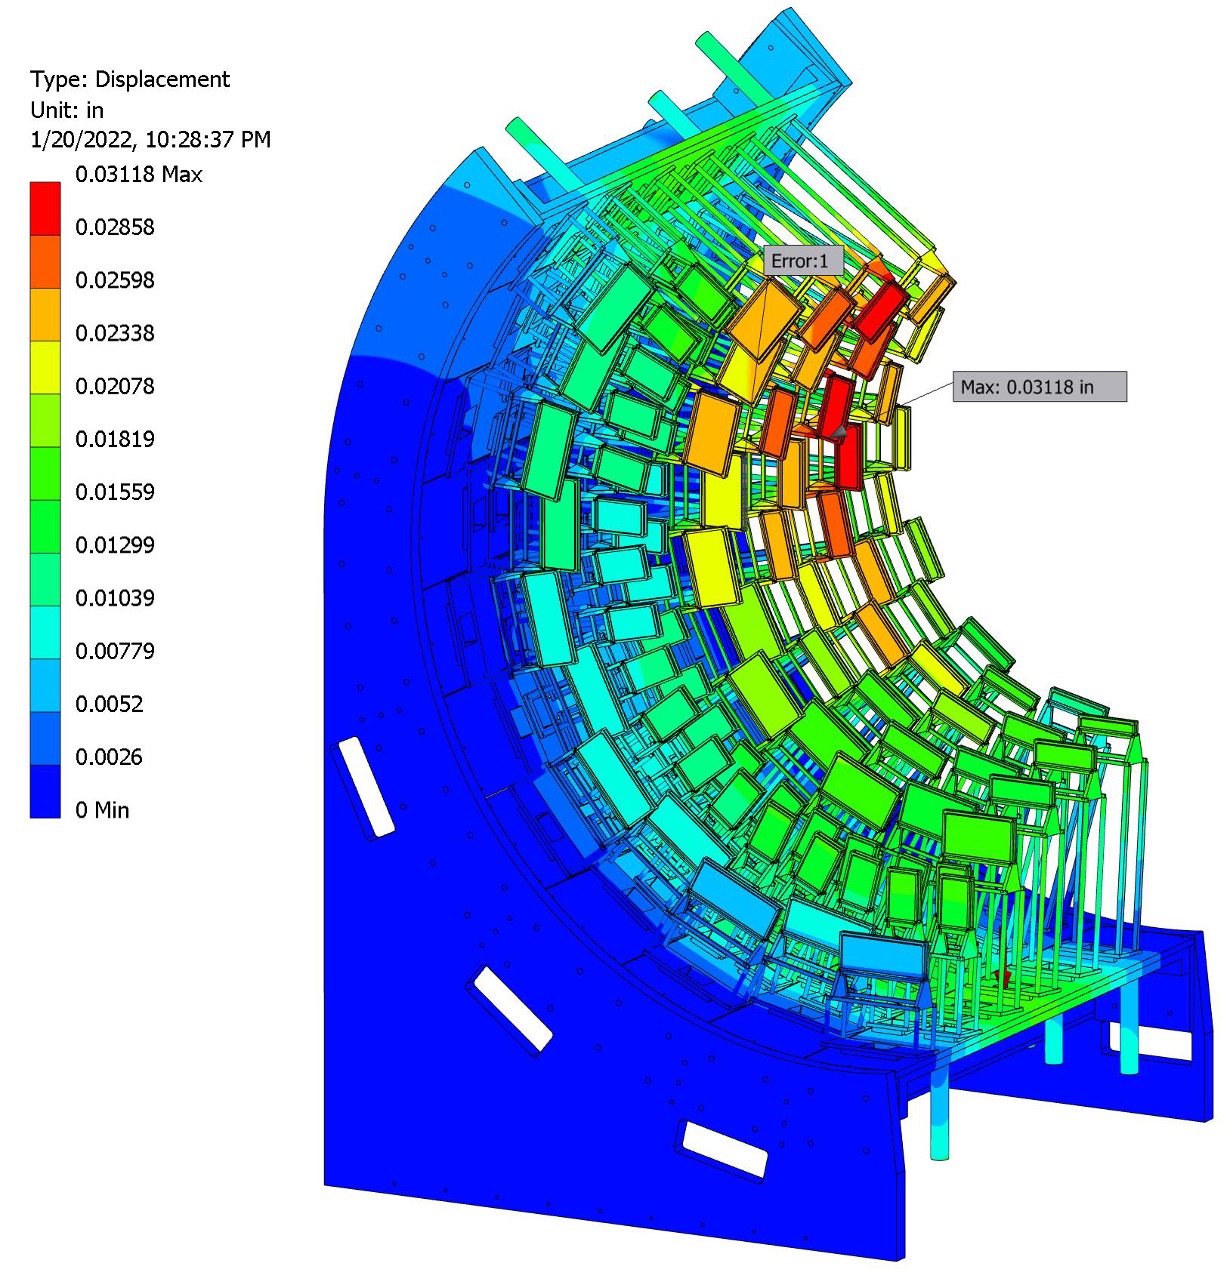 Type: Displacement
Unit: in
1/20/2022, 10:28:37 PM
0.03118 Max
0.02858
0.02598
0.02338
0.02078
0.01819
0.01559
0.01299
0.01039
0.00779
0.0052
0.0026
0 Min
Error:1
Max: 0.03118 in